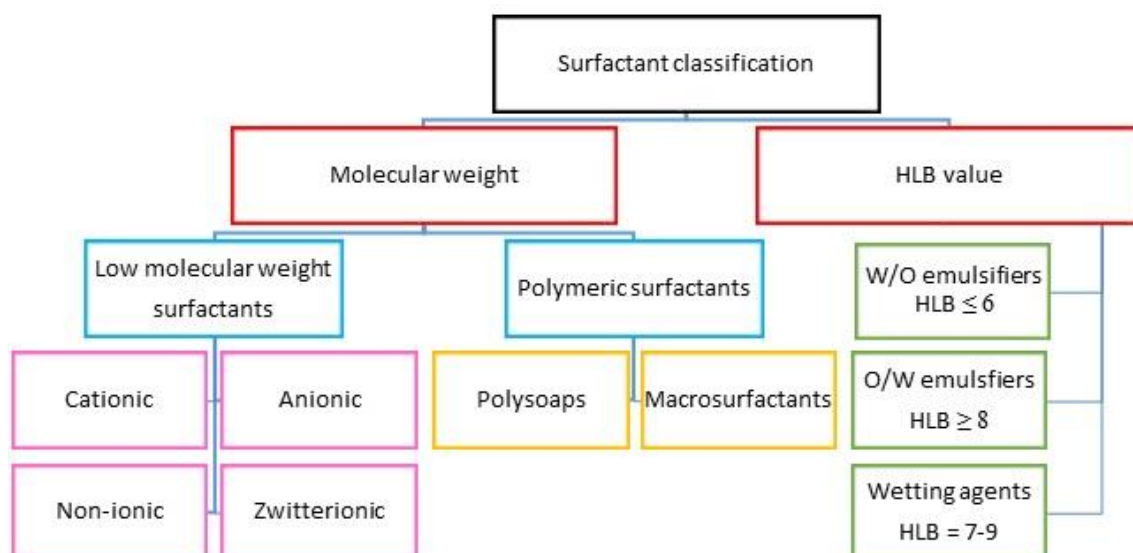 Surfactant classification
Molecular weight
HLB value
Low molecular weight
surfactants
Polymeric surfactants
W/O emulsifiers
HLB ≤ 6
Cationic
Anionic
Polysoaps
Macrosurfactants
O/W emulsfiers
HLB ≥ 8
Non-ionic
Zwitterionic
Wetting agents
HLB = 7-9